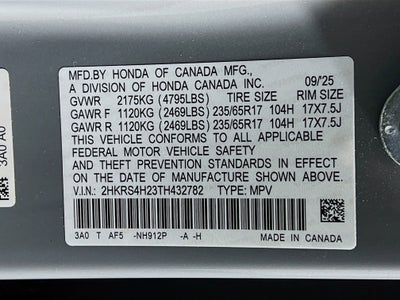 MFD.BY HONDA OF CANADA MFG.,
A DIVISION OF HONDA CANADA INC. 09/25
GVWR 2175KG (4795LBS) TIRE SIZE RIM SIZE
GAWR F 1120KG (2469LBS) 235/65R17 104H 17X7.5J
GAWR R 1120KG (2469LBS) 235/65R17 104H 17X7.5J
THIS VEHICLE CONFORMS TO ALL APPLICABLE
FEDERAL MOTOR VEHICLE SAFETY
STANDARDS IN
EFFECT ON THE DATE OF MANUFACTURE SHOWN ABOVE.
V.I.N.: 2HKRS4H23TH432782 TYPE: MPV
3A0 T AF5 -NH912P -A -H MADE IN CANADA
3A0 A0